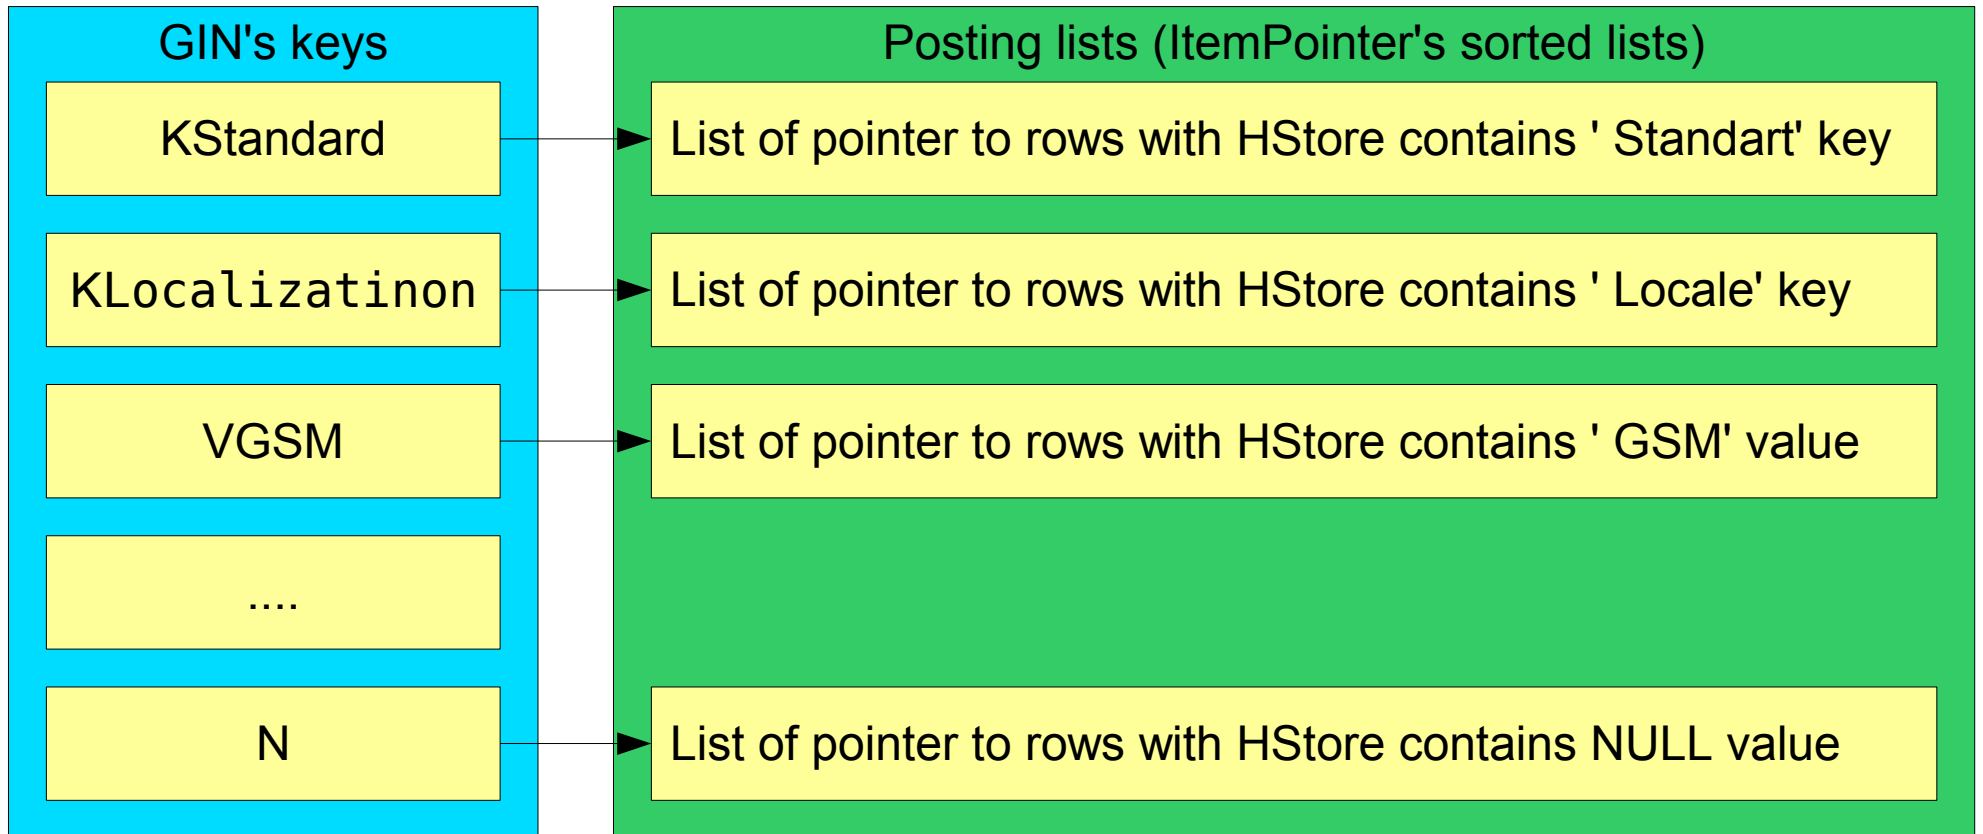 GIN's keys
Posting lists (ItemPointer's sorted lists)
KStandard
List of pointer to rows with HStore contains ' Standart' key
KLocalizatinon
List of pointer to rows with HStore contains ' Locale' key
VGSM
List of pointer to rows with HStore contains ' GSM' value
....
N
List of pointer to rows with HStore contains NULL value